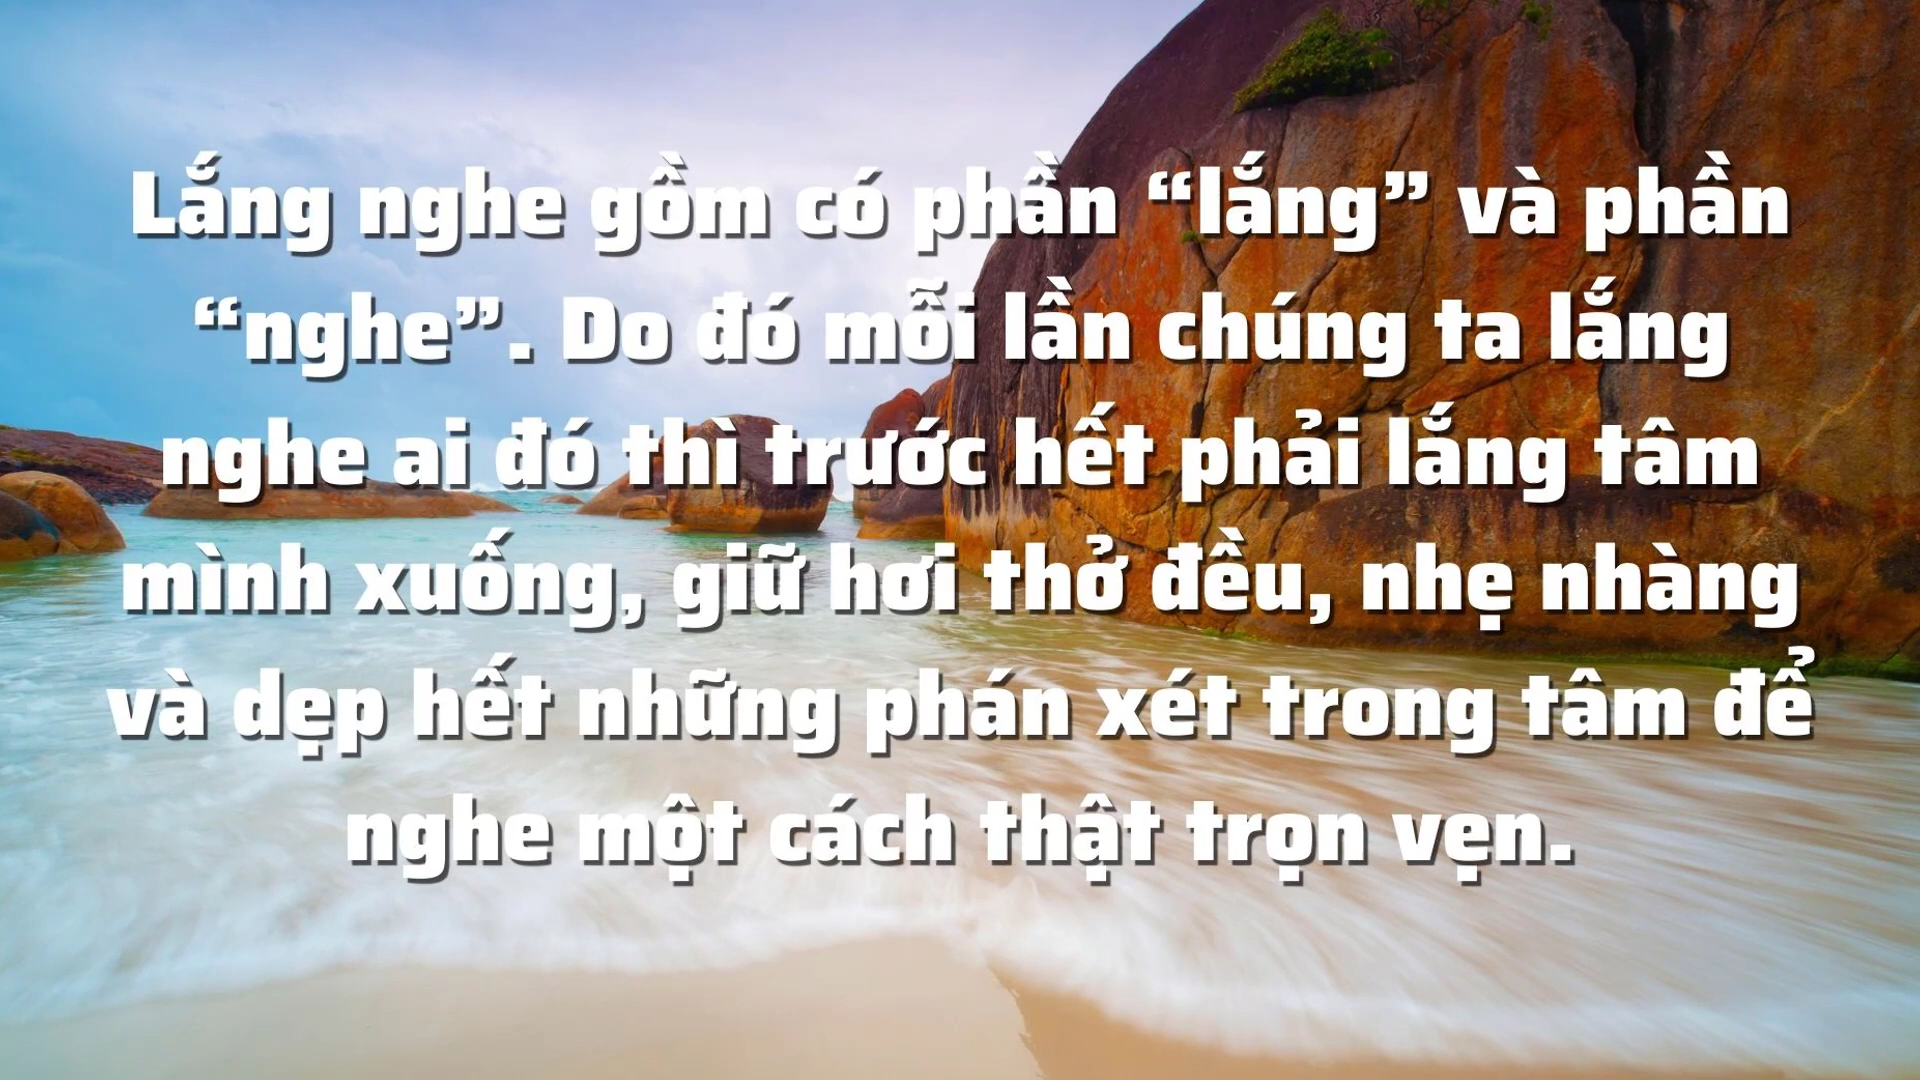 Lắng nghe gồm có phần “lắng” và phần
“nghe”. Do đó mỗi lần chúng ta lắng
nghe ai đó thì trước hết phải lắng tâm
mình xuống, giữ hơi thở đều, nhẹ nhàng
và dẹp hết những phán xét trong tâm để
nghe một cách thật trọn vẹn.